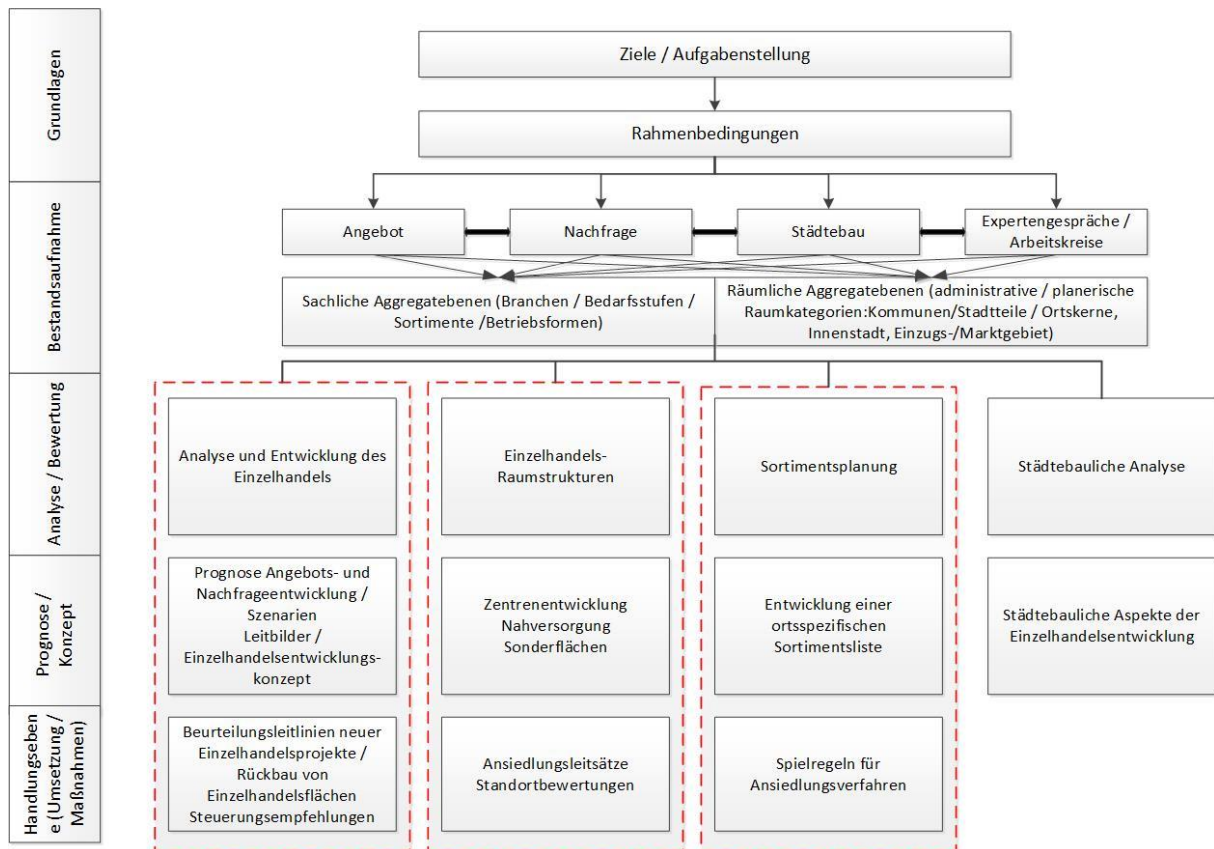 Grundlagen
Ziele / Aufgabenstellung
Rahmenbedingungen
Bestandsaufnahme
Angebot
Nachfrage
Städtebau
Expertengespräche /
Arbeitskreise
Sachliche Aggregatebenen (Branchen / Bedarfsstufen /
Sortimente /Betriebsformen)
Räumliche Aggregatebenen (administrative / planerische
Raumkategorien:Kommunen/Stadtteile / Ortskerne,
Innenstadt, Einzugs-/Marktgebiet)
Analyse / Bewertung
Analyse und Entwicklung des
Einzelhandels
Einzelhandels-
Raumstrukturen
Sortimentsplanung
Städtebauliche Analyse
Prognose /
Konzept
Prognose Angebots- und
Nachfrageentwicklung /
Szenarien
Leitbilder /
Einzelhandelsentwicklungs-
konzept
Zentrenentwicklung
Nahversorgung
Sonderflächen
Entwicklung einer
ortsspezifischen
Sortimentsliste
Städtebauliche Aspekte der
Einzelhandelsentwicklung
Handlungseben
e (Umsetzung /
Maßnahmen)
Beurteilungsleitlinien neuer
Einzelhandelsprojekte /
Rückbau von
Einzelhandelsflächen
Steuerungsempfehlungen
Ansiedlungsleitsätze
Standortbewertungen
Spielregeln für
Ansiedlungsverfahren